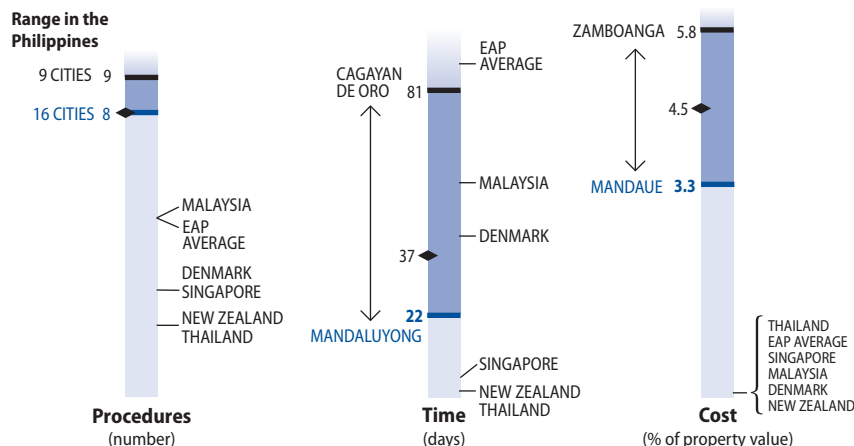 Range in the
Philippines
9 CITIES 9
16 CITIES 8
MALAYSIA
EAP
AVERAGE
DENMARK
SINGAPORE
NEW ZEALAND
THAILAND
Procedures
(number)
EAP
AVERAGE
CAGAYAN
DE ORO
81
MALAYSIA
DENMARK
37
22
MANDALUYONG
SINGAPORE
NEW ZEALAND
THAILAND
Time
(days)
ZAMBOANGA
5.8
4.5
MANDAUE 3.3
THAILAND
EAP AVERAGE
SINGAPORE
MALAYSIA
DENMARK
NEW ZEALAND
Cost
(% of property value)